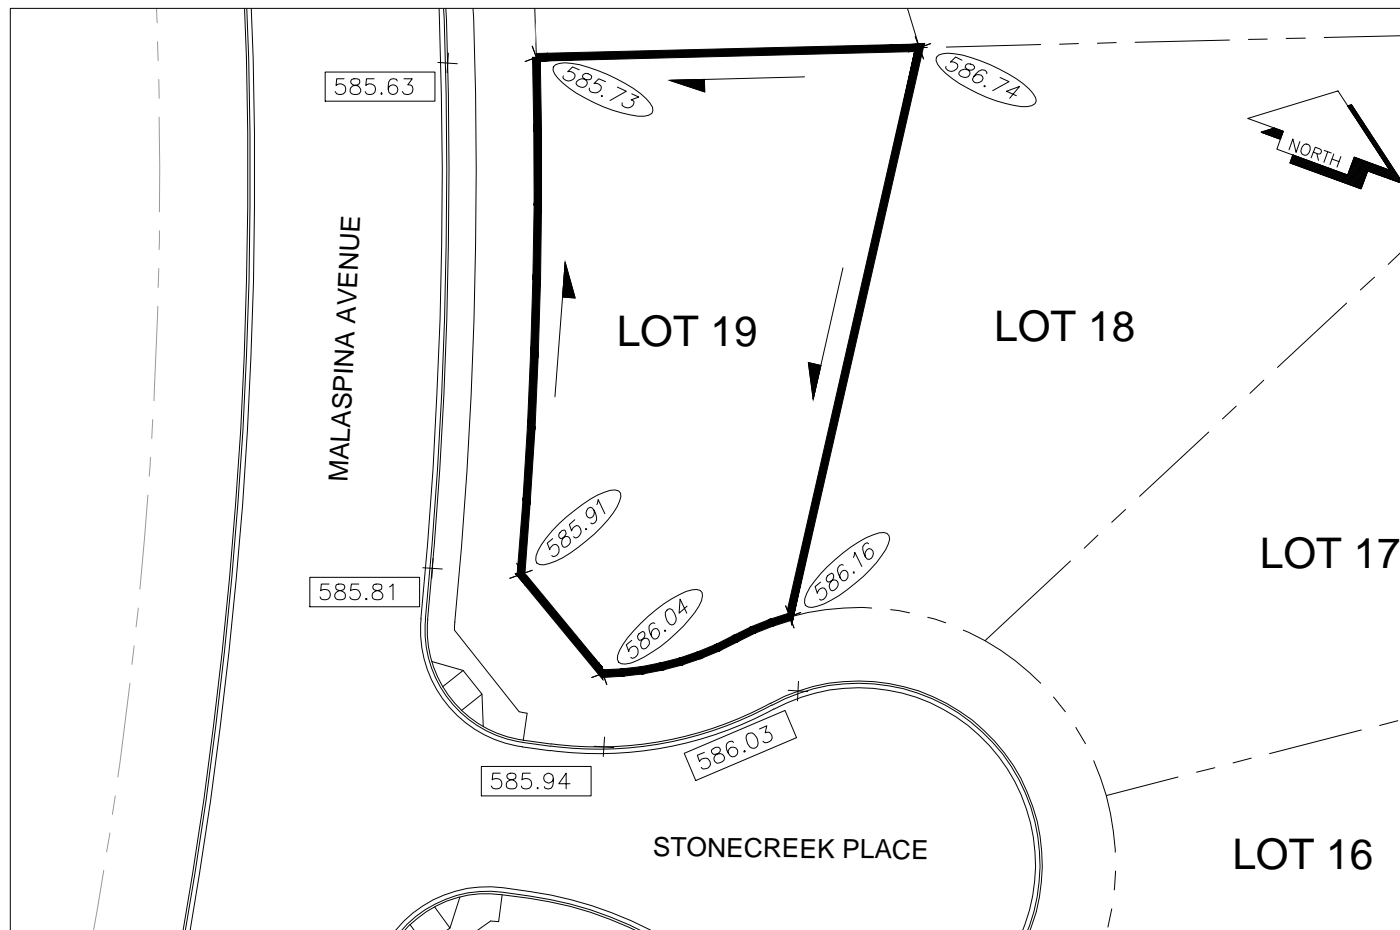 585.63
585.73
586.74
NORTH
MALASPINA AVENUE
LOT 19
LOT 18
585.91
586.16
LOT 17
585.81
586.04
586.03
585.94
STONECREEK PLACE
LOT 16